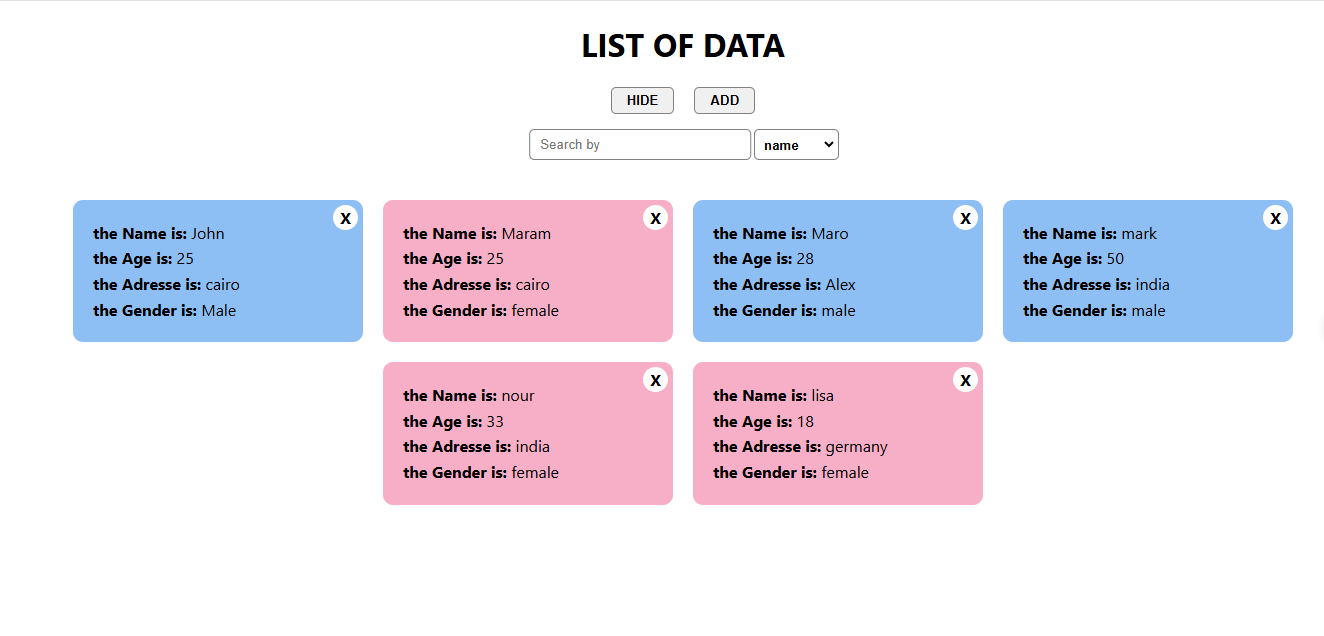 LIST OF DATA
HIDE ADD
Search by name
X
the Name is: John
the Age is: 25
the Adresse is: cairo
the Gender is: Male
X
the Name is: Maram
the Age is: 25
the Adresse is: cairo
the Gender is: female
X
the Name is: Maro
the Age is: 28
the Adresse is: Alex
the Gender is: male
X
the Name is: mark
the Age is: 50
the Adresse is: india
the Gender is: male
X
the Name is: nour
the Age is: 33
the Adresse is: india
the Gender is: female
X
the Name is: lisa
the Age is: 18
the Adresse is: germany
the Gender is: female